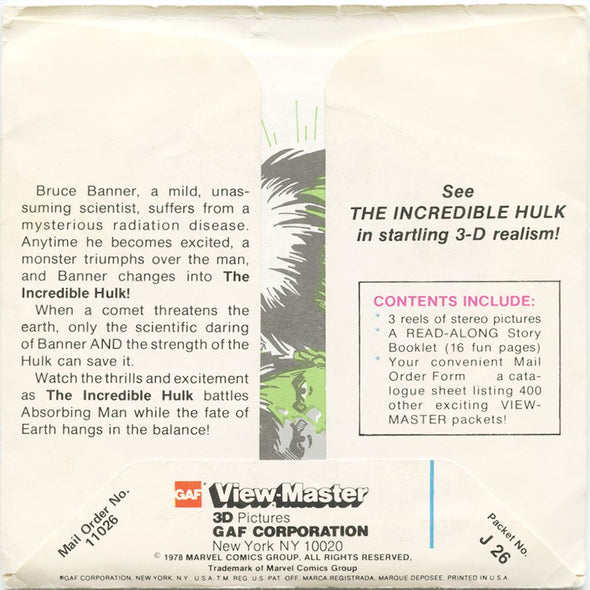 Bruce Banner, a mild, unas-
suming scientist, suffers from a
mysterious radiation disease.
Anytime he becomes excited, a
monster triumphs over the man,
and Banner changes into The
Incredible Hulk!
When a comet threatens the
earth, only the scientific daring
of Banner AND the strength of the
Hulk can save it.
Watch the thrills and excitement
as The Incredible Hulk battles
Absorbing Man while the fate of
Earth hangs in the balance!
See
THE INCREDIBLE HULK
in startling 3-D realism!
CONTENTS INCLUDE:
* 3 reels of stereo pictures
* A READ-ALONG Story
Booklet (16 fun pages)
* Your convenient Mail
Order Form a cata-
logue sheet listing 400
other exciting VIEW-
MASTER packets!
Mail Order No.
11026
GAF® View-Master
3D Pictures
GAF CORPORATION
New York NY 10020
© 1978 MARVEL COMICS GROUP, ALL RIGHTS RESERVED,
Trademark of Marvel Comics Group
®GAF CORPORATION, NEW YORK, N.Y. U.S.A. T.M. REG. U.S. PAT. OFF. MARCA REGISTRADA, MARQUE DEPOSEE, PRINTED IN U.S.A.
Packet No.
J 26